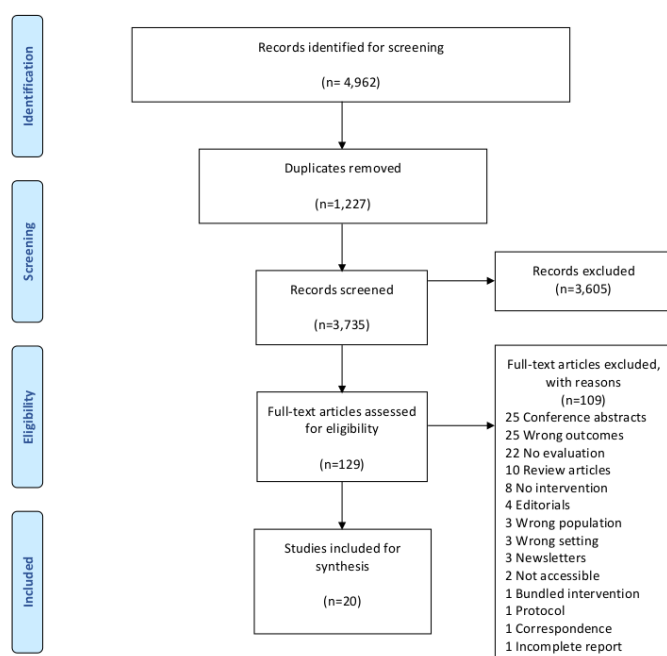 Identification
Records identified for screening
(n= 4,962)
Duplicates removed
(n=1,227)
Screening
Records screened
(n=3,735)
Records excluded
(n=3,605)
Eligibility
Full-text articles assessed
for eligibility
(n=129)
Full-text articles excluded,
with reasons
(n=109)
25 Conference abstracts
25 Wrong outcomes
22 No evaluation
10 Review articles
8 No intervention
4 Editorials
3 Wrong population
3 Wrong setting
3 Newsletters
2 Not accessible
1 Bundled intervention
1 Protocol
1 Correspondence
1 Incomplete report
Included
Studies included for
synthesis
(n=20)